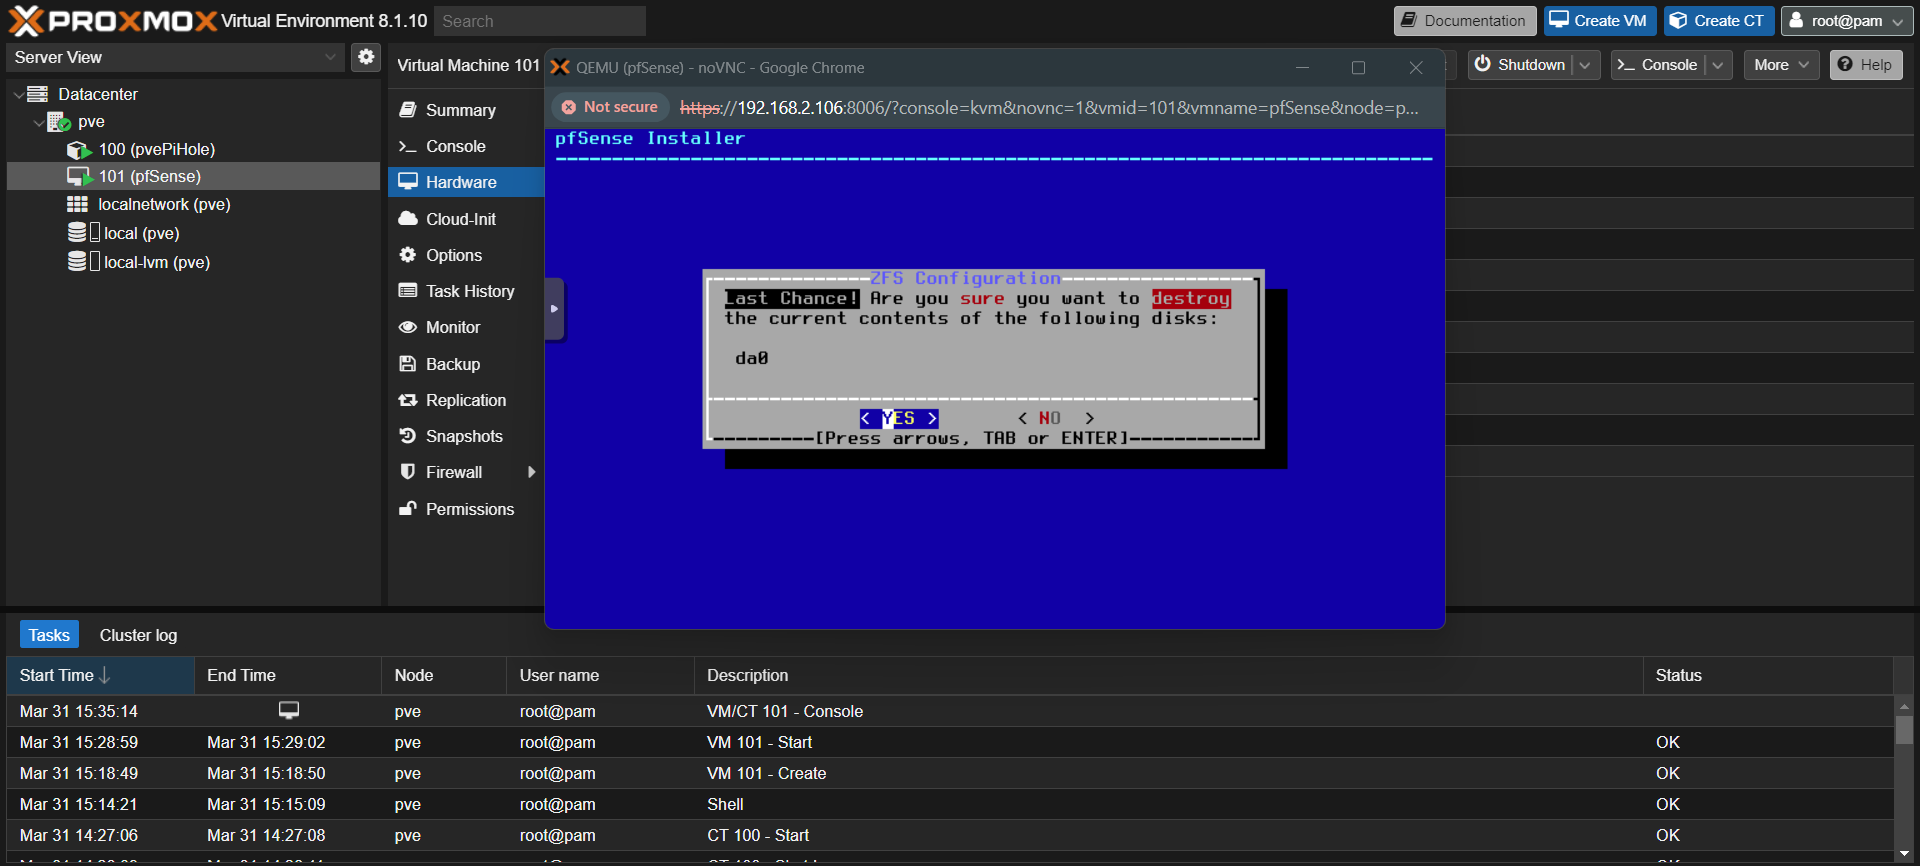 PROXMOX Virtual Environment 8.1.10 Search Documentation Create VM Create CT root@pam
Server View
Datacenter
pve
100 (pvePiHole)
101 (pfSense)
localnetwork (pve)
local (pve)
local-lvm (pve)
Virtual Machine 101
Shutdown Console More Help
Summary
Console
Hardware
Cloud-Init
Options
Task History
Monitor
Backup
Replication
Snapshots
Firewall
Permissions
QEMU (pfSense) - noVNC - Google Chrome
Not secure https://192.168.2.106:8006/?console=kvm&novnc=1&vmid=101&vmname=pfSense&node=p...
pfSense Installer
ZFS Configuration
Last Chance! Are you sure you want to destroy
the current contents of the following disks:
da0
< YES > < NO >
[Press arrows, TAB or ENTER]
Tasks Cluster log
Start Time End Time Node User name Description Status
Mar 31 15:35:14 pve root@pam VM/CT 101 - Console
Mar 31 15:28:59 Mar 31 15:29:02 pve root@pam VM 101 - Start OK
Mar 31 15:18:49 Mar 31 15:18:50 pve root@pam VM 101 - Create OK
Mar 31 15:14:21 Mar 31 15:15:09 pve root@pam Shell OK
Mar 31 14:27:06 Mar 31 14:27:08 pve root@pam CT 100 - Start OK